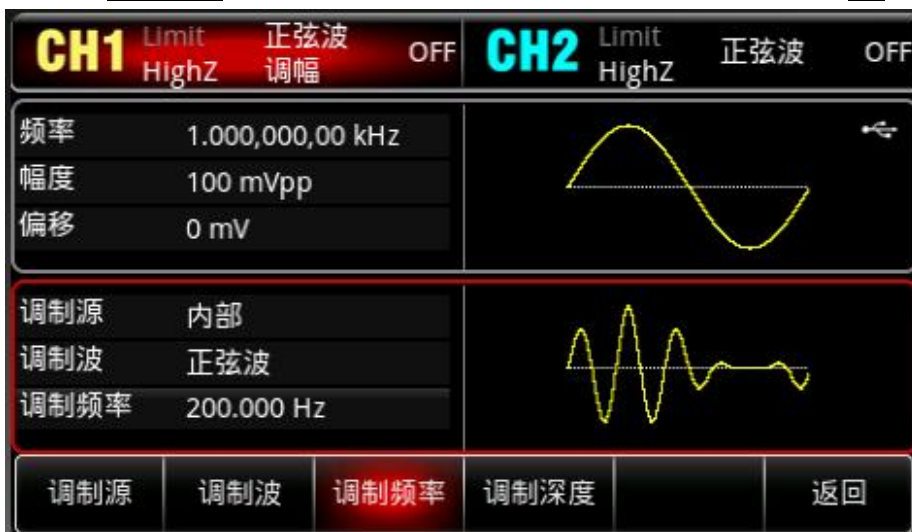 CH1 Limit 正弦波 OFF CH2 Limit 正弦波 OFF
HighZ 调幅 HighZ
频率 1.000,000,00 kHz
幅度 100 mVpp
偏移 0 mV
调制源 内部
调制波 正弦波
调制频率 200.000 Hz
调制源 调制波 调制频率 调制深度 返回